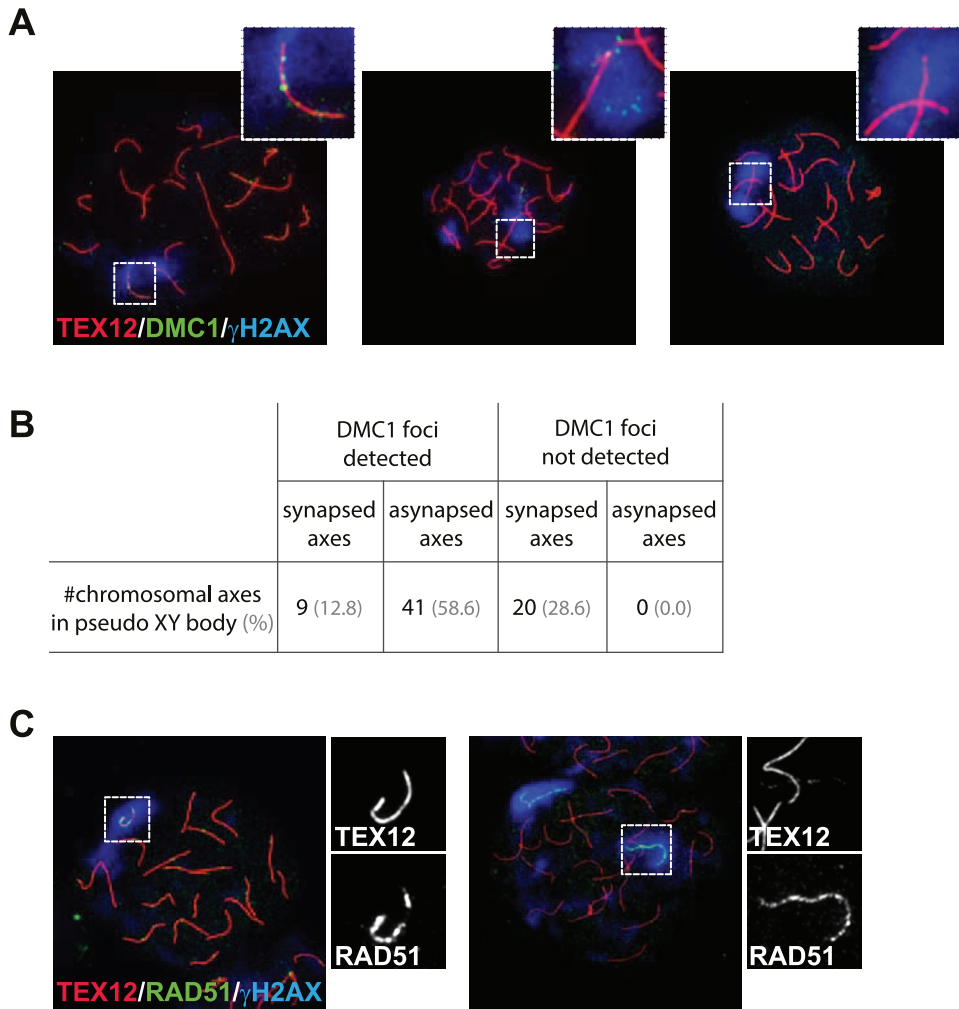 A
TEX12/DMC1/γH2AX
B
DMC1 foci
detected
DMC1 foci
not detected
synapsed
axes
asynapsed
axes
synapsed
axes
asynapsed
axes
#chromosomal axes
in pseudo XY body (%)
9 (12.8)
41 (58.6)
20 (28.6)
0 (0.0)
C
TEX12/RAD51/γH2AX
TEX12
RAD51
TEX12
RAD51